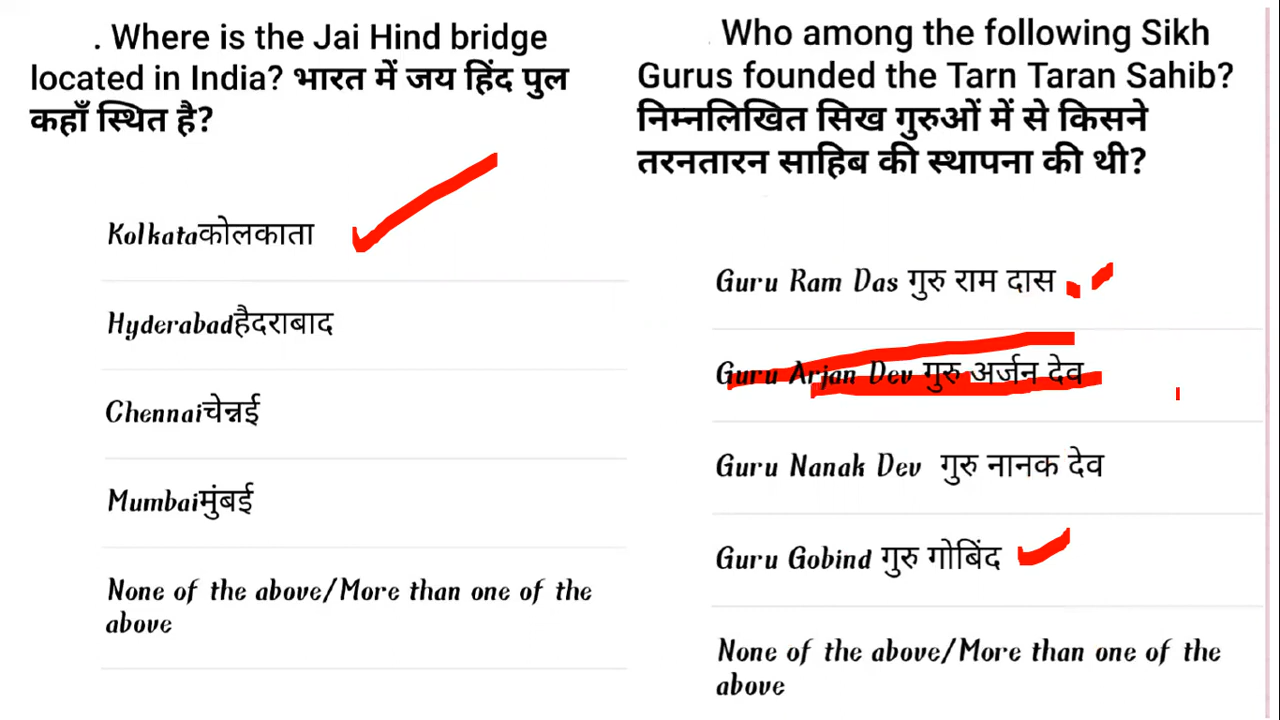 . Where is the Jai Hind bridge
located in India? भारत में जय हिंद पुल
कहाँ स्थित है?
Kolkataकोलकाता
Hyderabadहैदराबाद
Chennaiचेन्नई
Mumbaiमुंबई
None of the above/More than one of the
above
. Who among the following Sikh
Gurus founded the Tarn Taran Sahib?
निम्नलिखित सिख गुरुओं में से किसने
तरनतारन साहिब की स्थापना की थी?
Guru Ram Das गुरु राम दास
Guru Arjan Dev गुरु अर्जन देव
Guru Nanak Dev गुरु नानक देव
Guru Gobind गुरु गोबिंद
None of the above/More than one of the
above